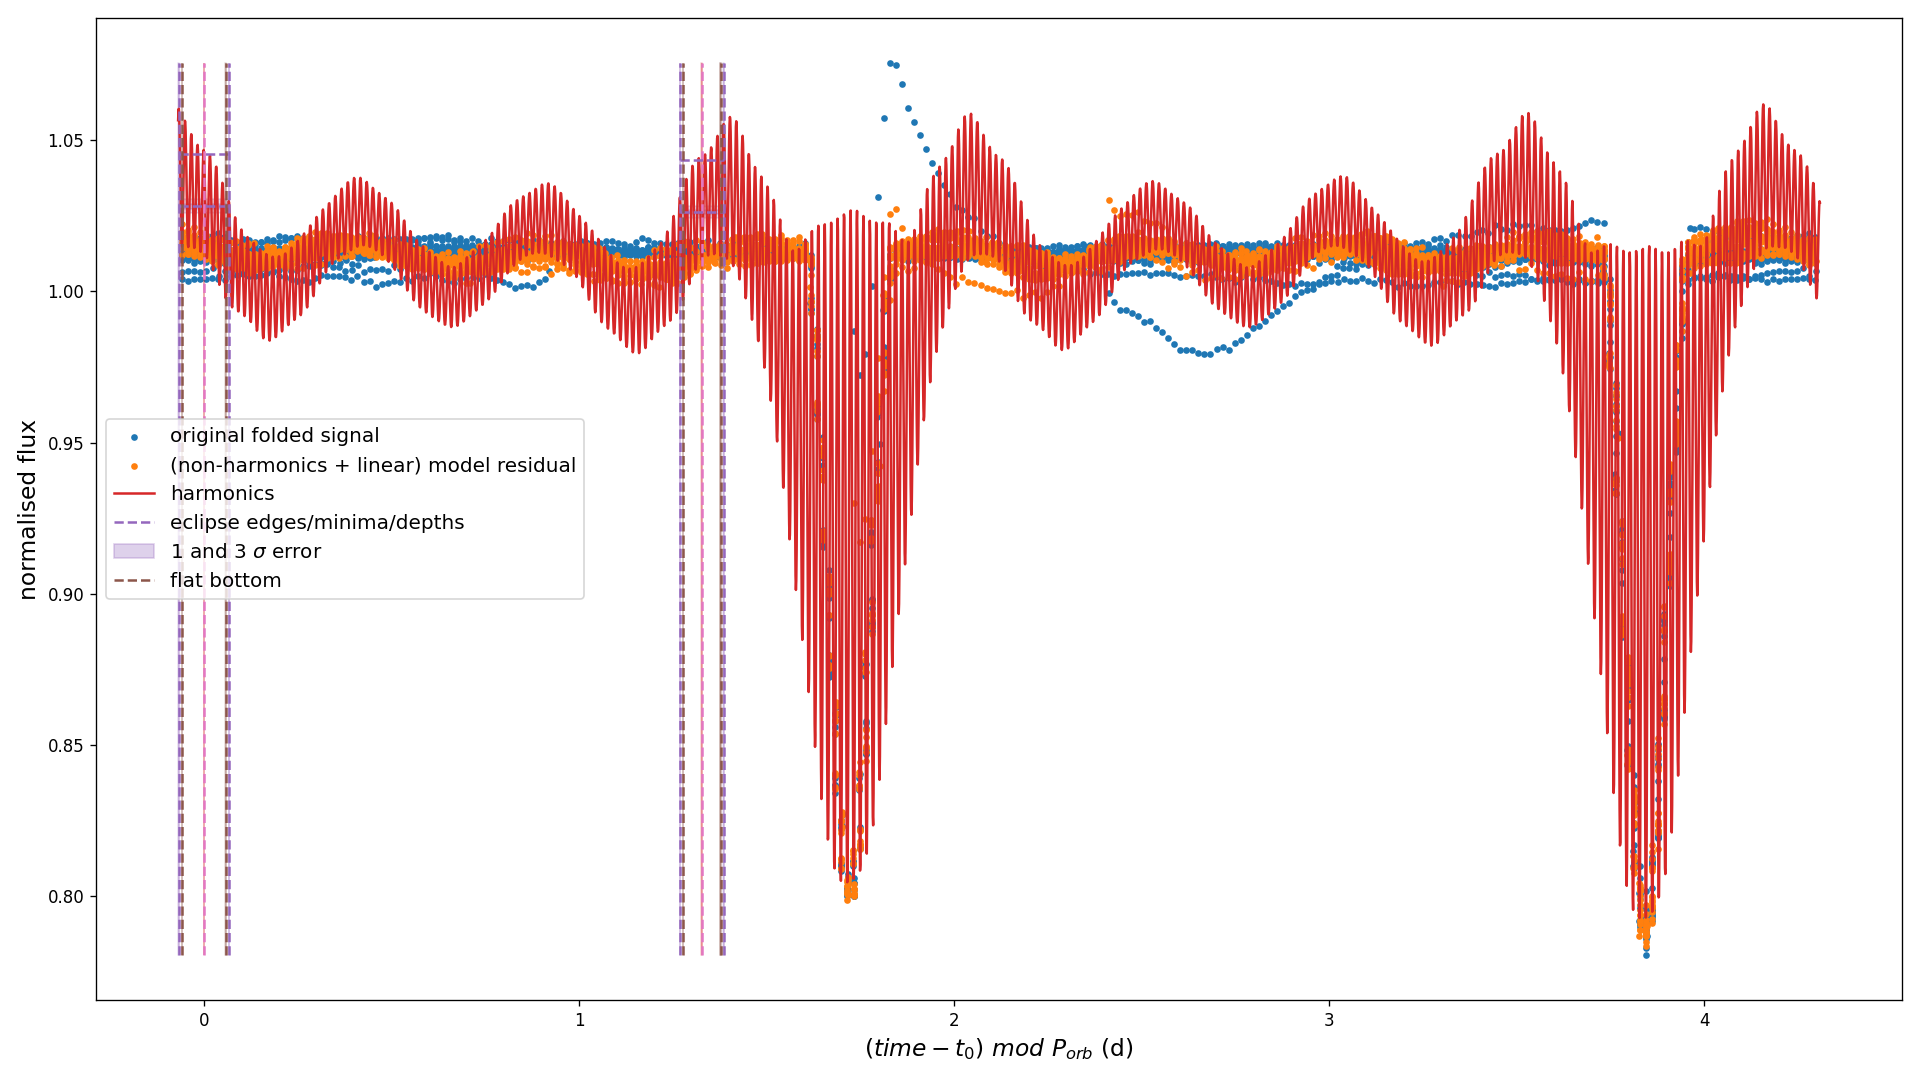 1.05
1.00
0.95
0.90
0.85
0.80
normalised flux
original folded signal
(non-harmonics + linear) model residual
harmonics
eclipse edges/minima/depths
1 and 3 σ error
flat bottom
0 1 2 3 4
(time − t₀) mod Pₒᵣb (d)